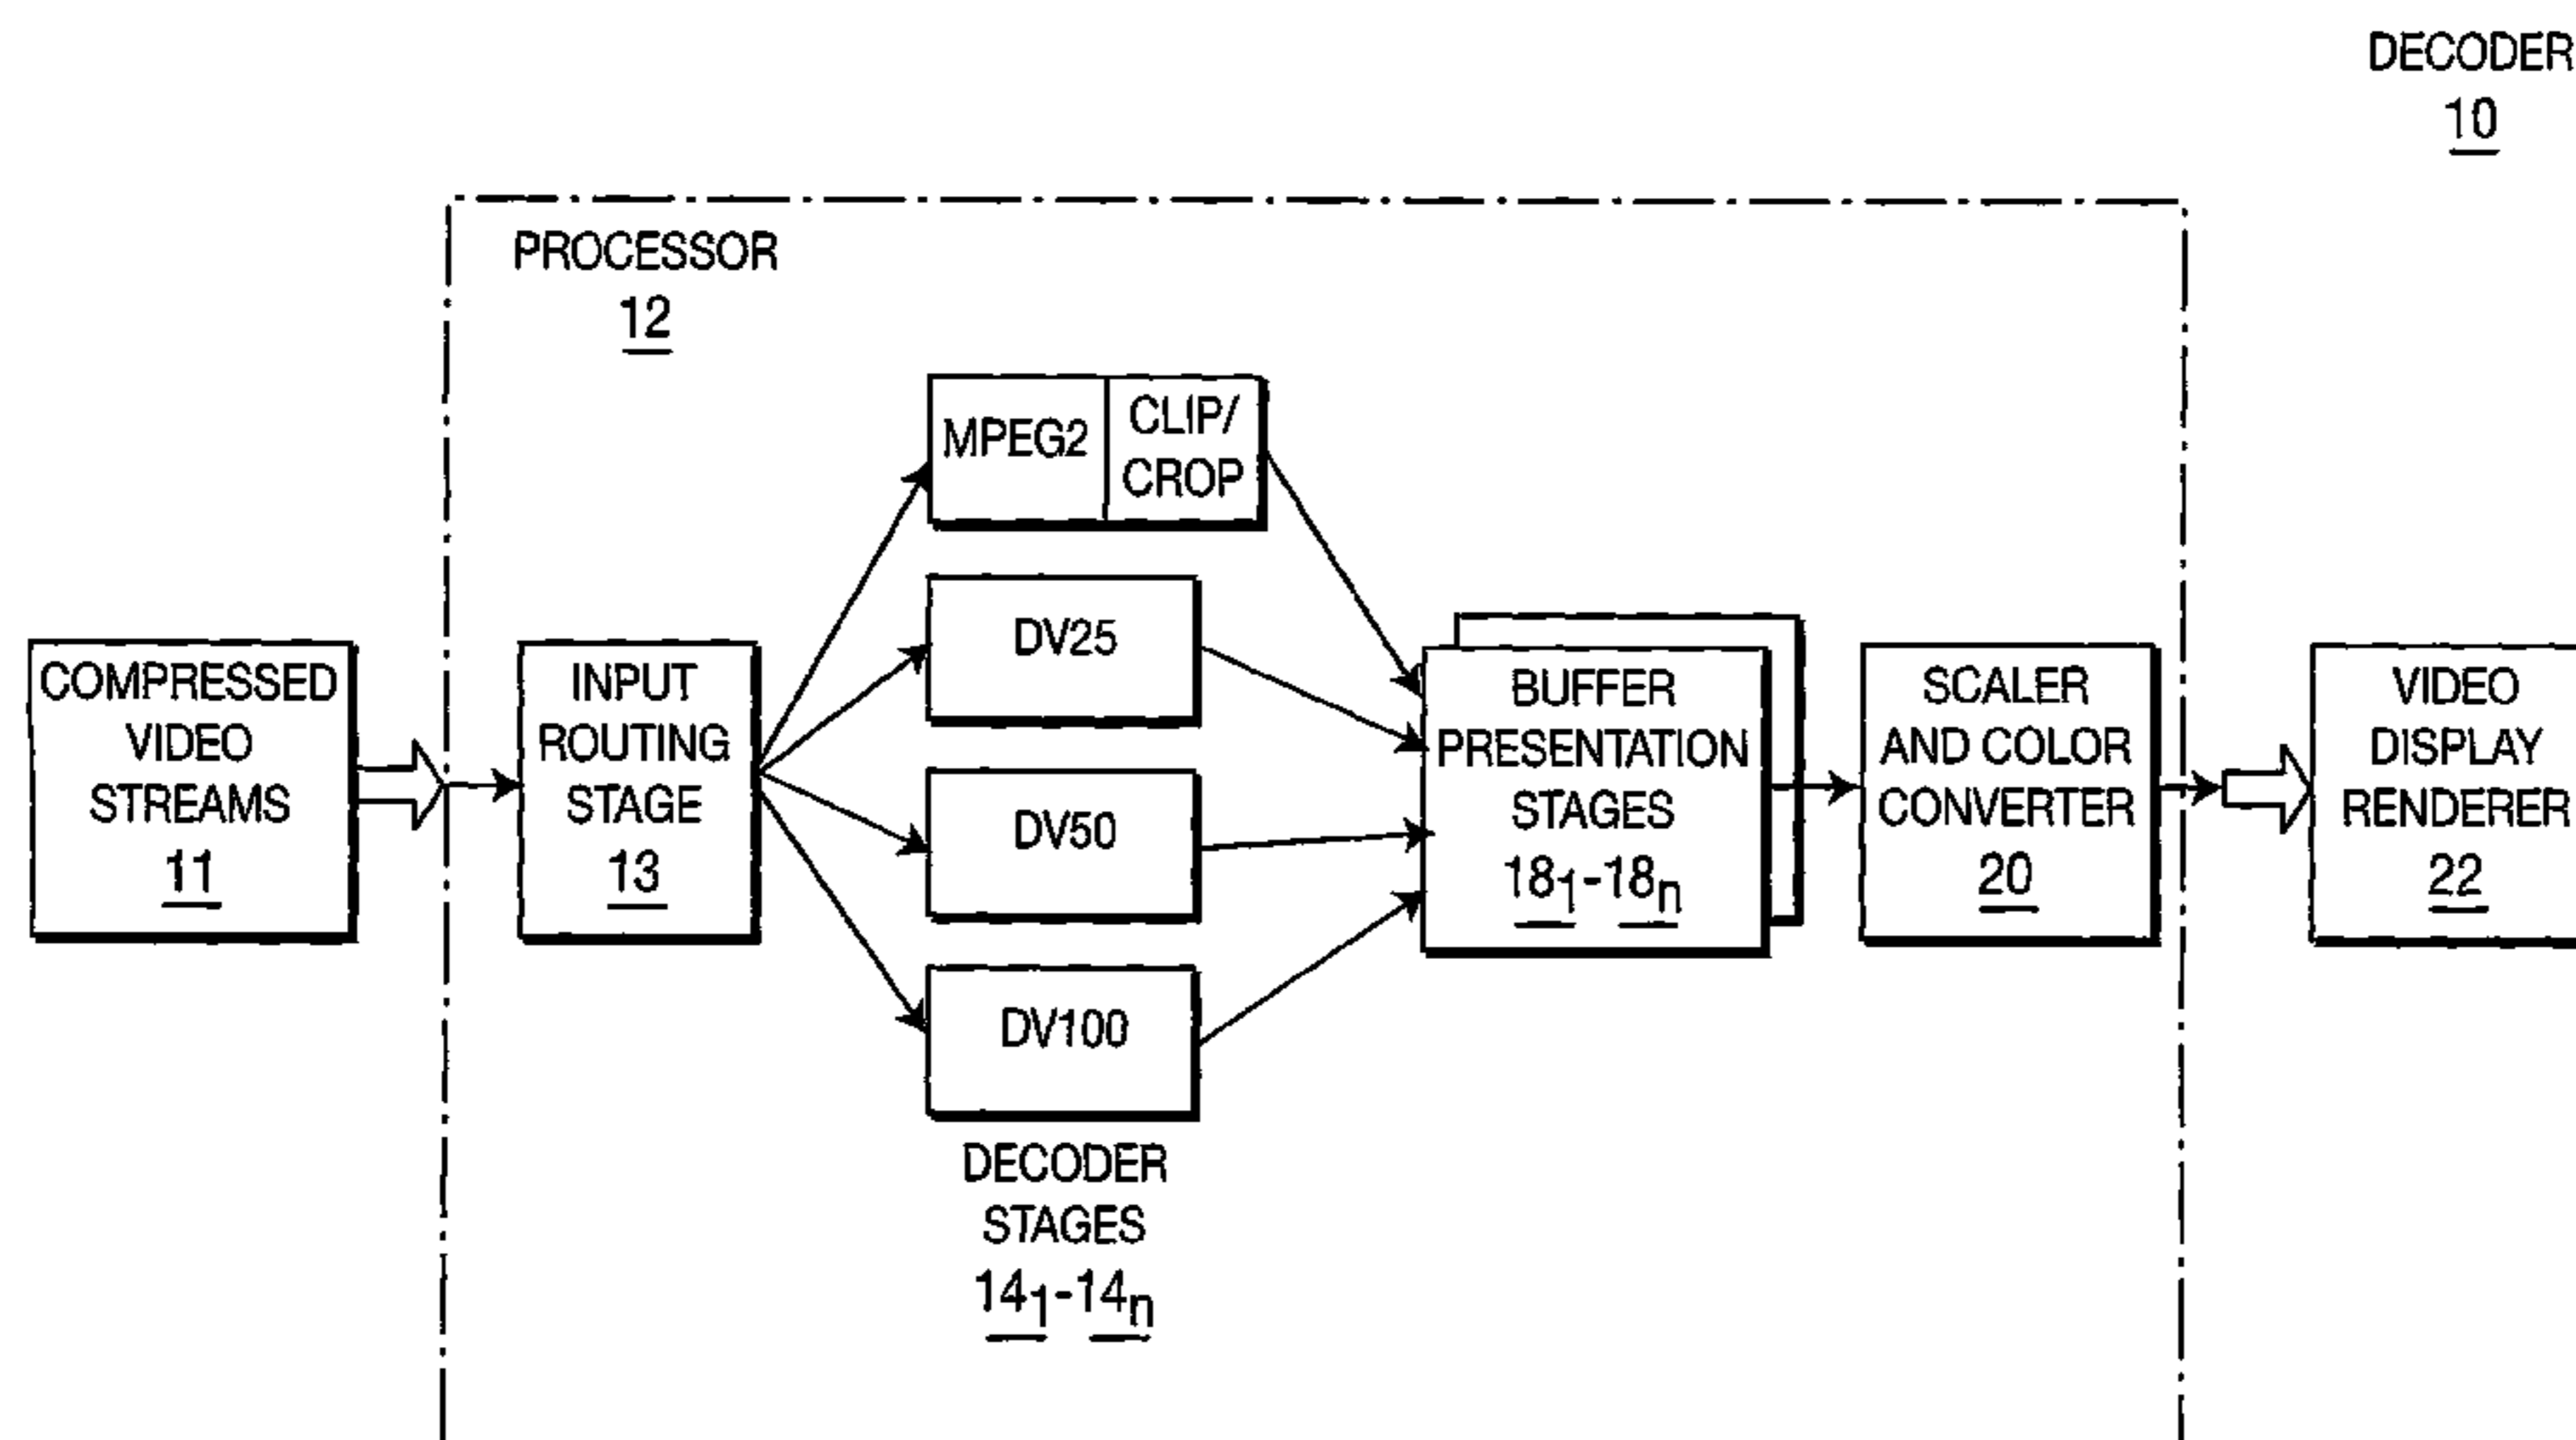 DECODER
10
PROCESSOR
12
COMPRESSED
VIDEO
STREAMS
11
INPUT
ROUTING
STAGE
13
MPEG2
CLIP/
CROP
DV25
DV50
DV100
DECODER
STAGES
14₁-14ₙ
BUFFER
PRESENTATION
STAGES
18₁-18ₙ
SCALER
AND COLOR
CONVERTER
20
VIDEO
DISPLAY
RENDERER
22